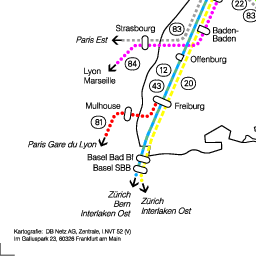 22
83
Strasbourg
83
Paris Est
Baden-
Baden
84
Offenburg
Lyon
Marseille
12
20
43
Mulhouse
Freiburg
81
Paris Gare du Lyon
Basel Bad Bf
Basel SBB
Zürich
Bern
Interlaken Ost
Zürich
Interlaken Ost
Kartografie: DB Netz AG, Zentrale, I.NVT 52 (V)
Im Galluspark 23, 60326 Frankfurt am Main